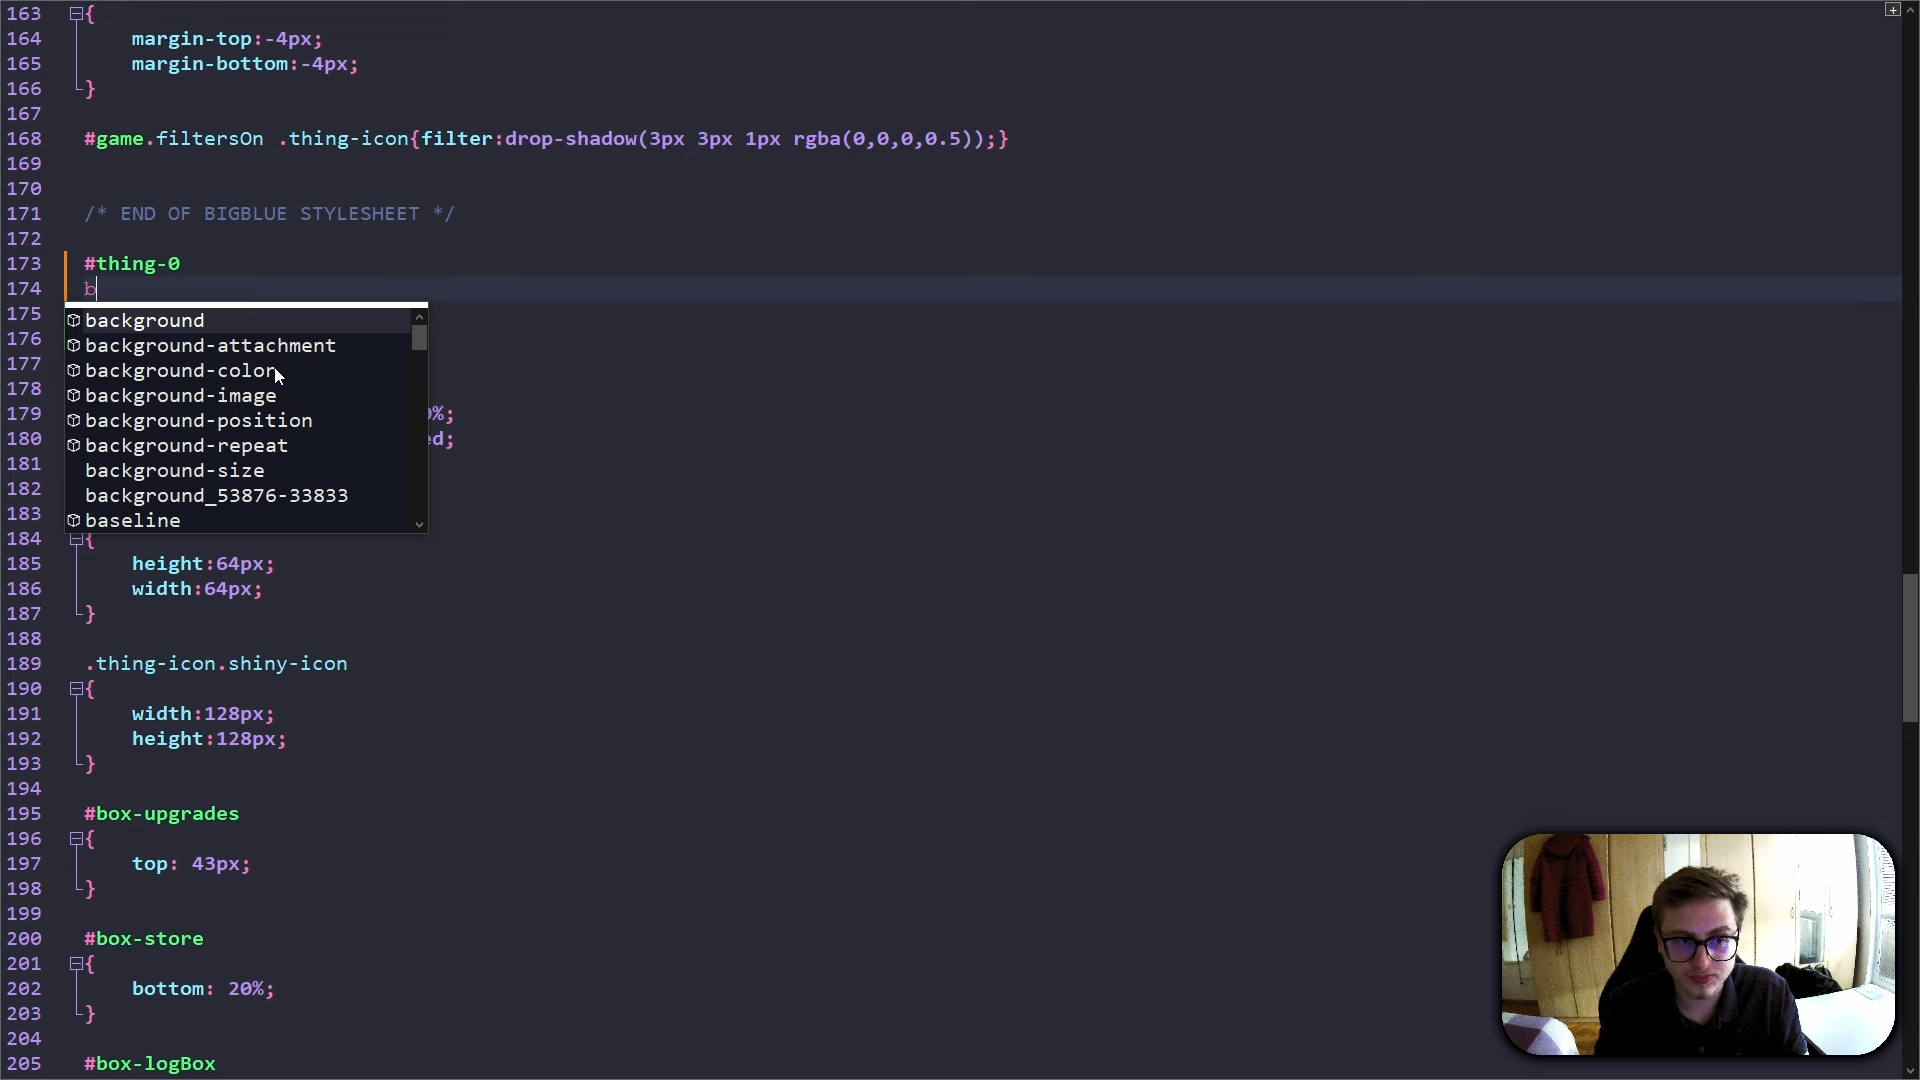 163 {
164 margin-top:-4px;
165 margin-bottom:-4px;
166 }
167
168 #game.filtersOn .thing-icon{filter:drop-shadow(3px 3px 1px rgba(0,0,0,0.5));}
169
170
171 /* END OF BIGBLUE STYLESHEET */
172
173 #thing-0
174 b
175
background
176
background-attachment
177
background-color
178
background-image
179 %;
background-position
180 ed;
background-repeat
181
background-size
182
background_53876-33833
183
baseline
184 {
185 height:64px;
186 width:64px;
187 }
188
189 .thing-icon.shiny-icon
190 {
191 width:128px;
192 height:128px;
193 }
194
195 #box-upgrades
196 {
197 top: 43px;
198 }
199
200 #box-store
201 {
202 bottom: 20%;
203 }
204
205 #box-logBox